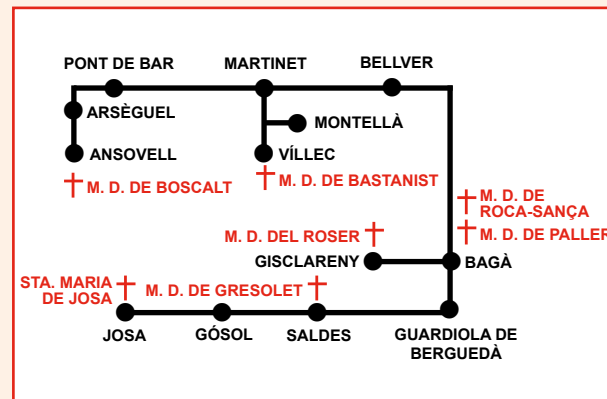 PONT DE BAR
MARTINET
BELLVER
ARSÈGUEL
MONTELLÀ
ANSOVELL
VÍLLEC
M. D. DE BOSCALT
M. D. DE BASTANIST
M. D. DE
ROCA-SANÇA
M. D. DE PALLER
M. D. DEL ROSER
GISCLARENY
BAGÀ
STA. MARIA
DE JOSA
M. D. DE GRESOLET
JOSA
GÓSOL
SALDES
GUARDIOLA DE
BERGUEDÀ